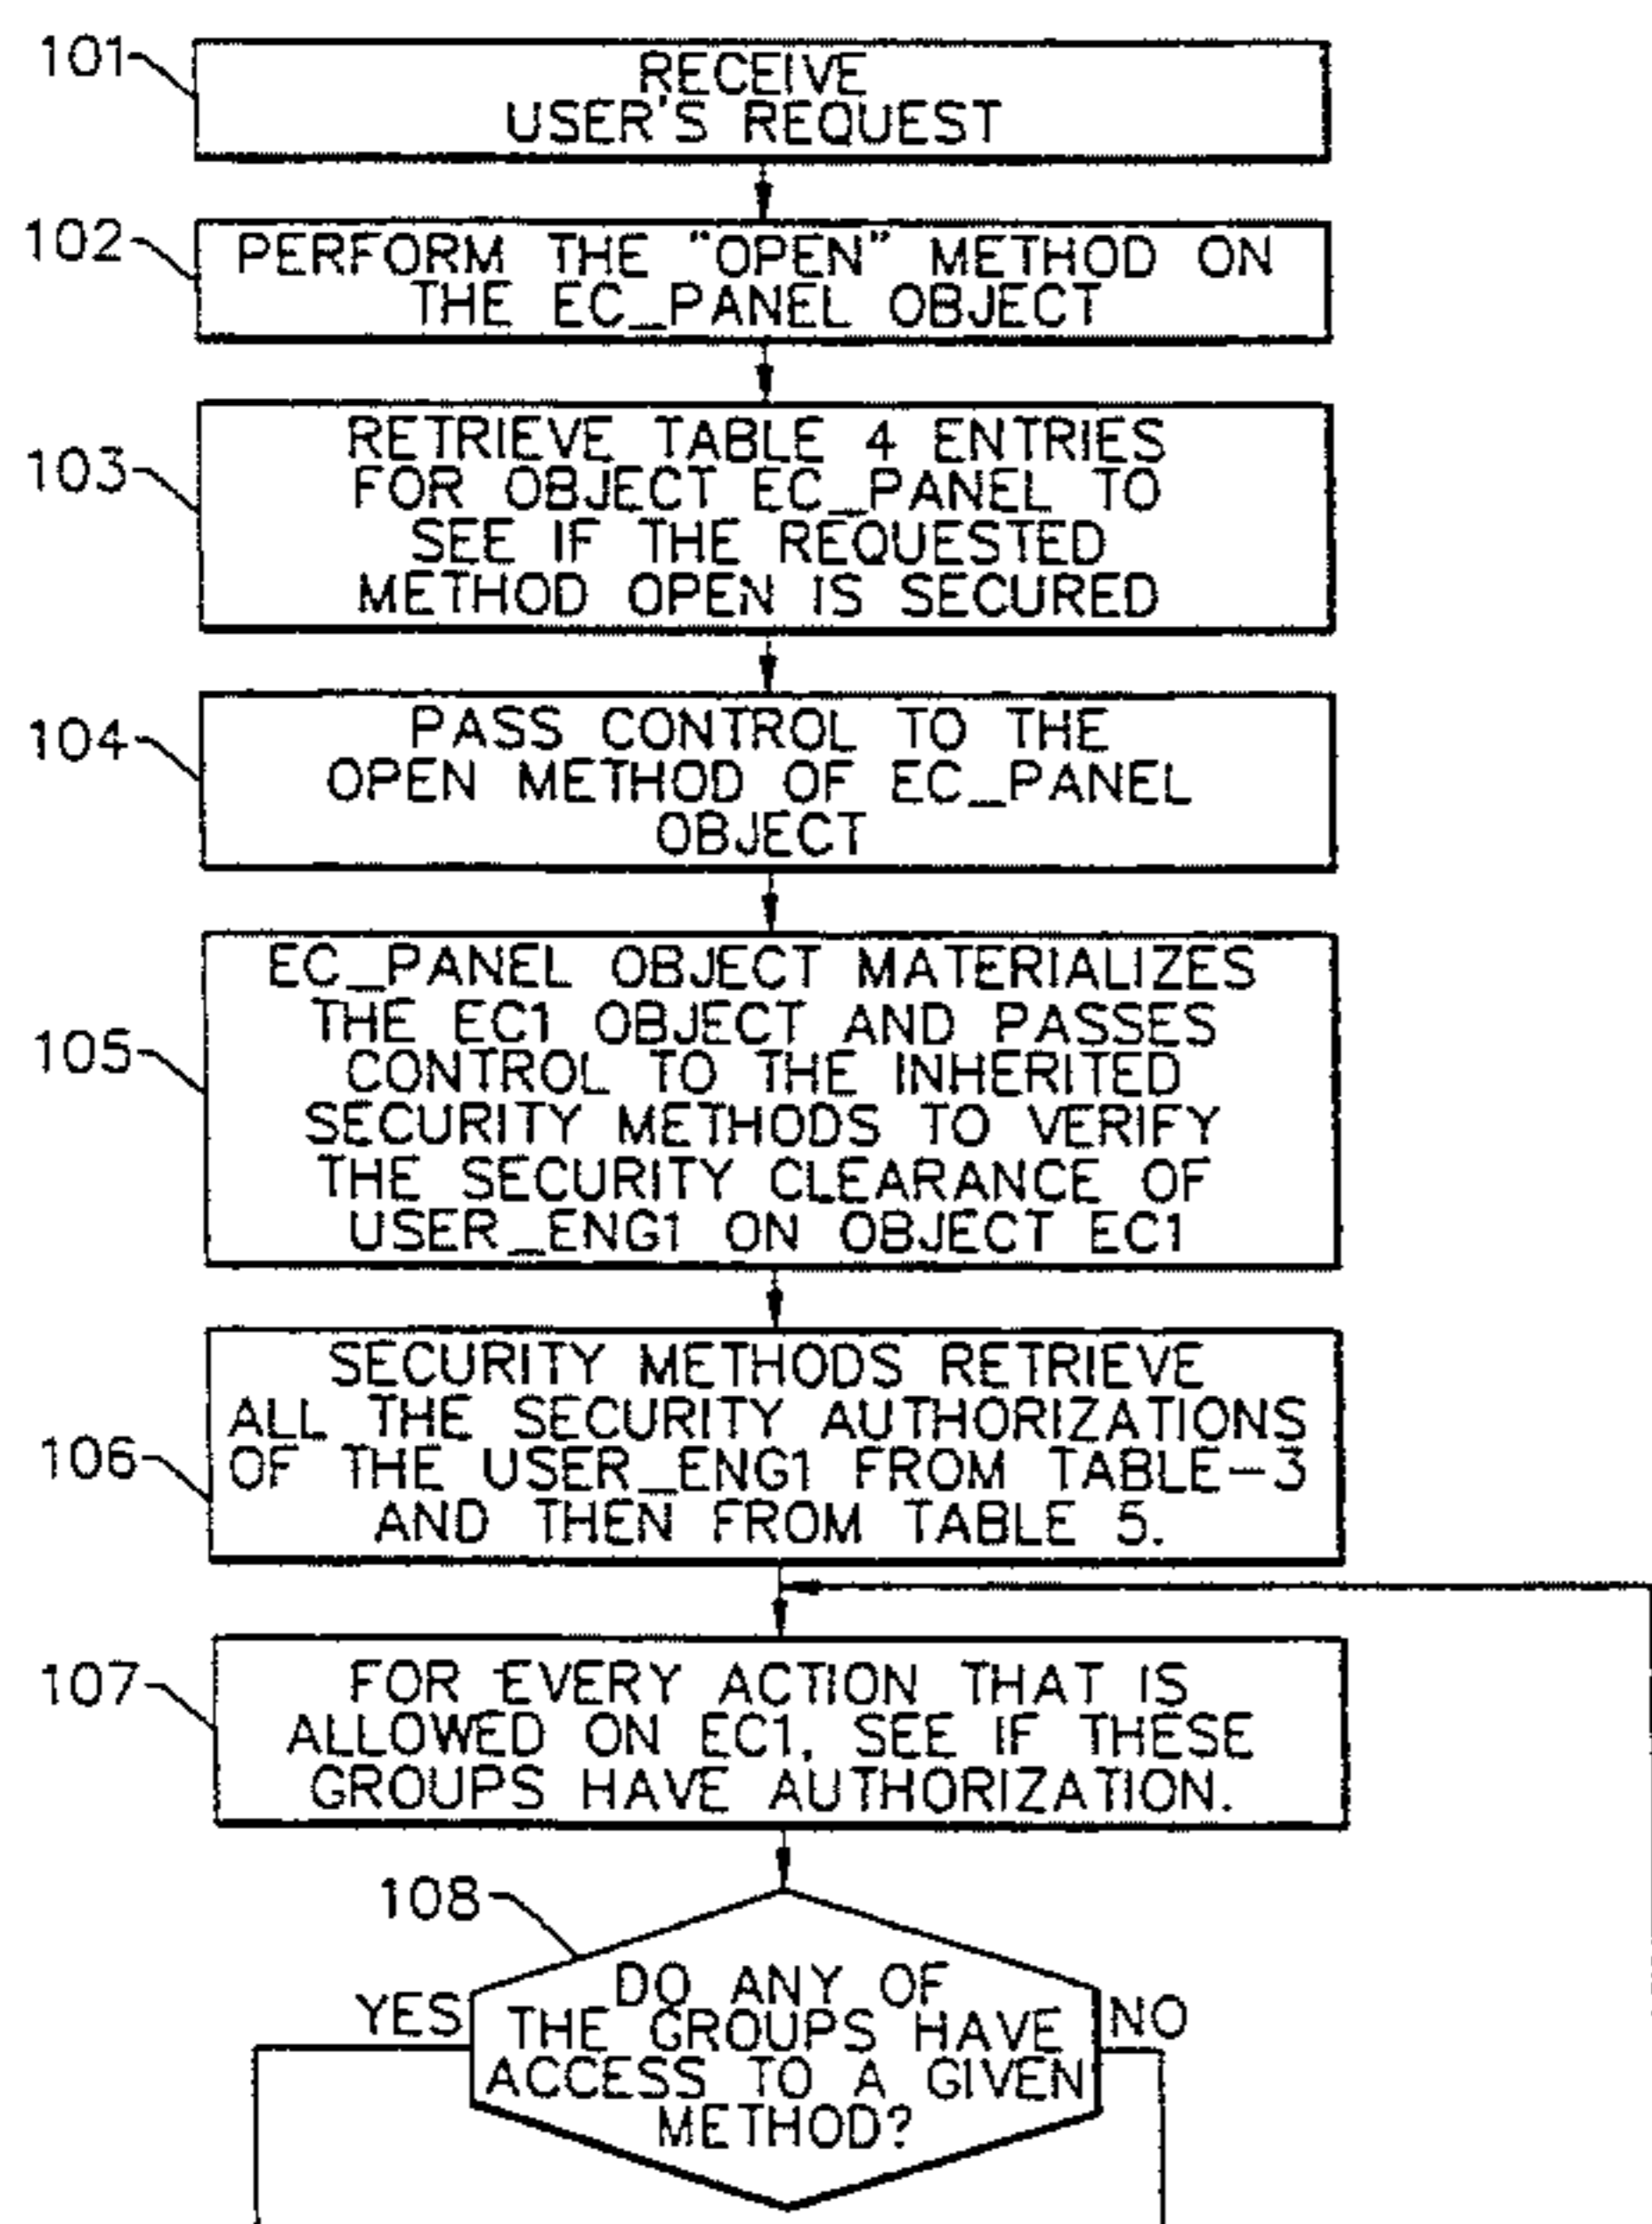 101
RECEIVE
USER'S REQUEST
102
PERFORM THE "OPEN" METHOD ON
THE EC_PANEL OBJECT
103
RETRIEVE TABLE 4 ENTRIES
FOR OBJECT EC_PANEL TO
SEE IF THE REQUESTED
METHOD OPEN IS SECURED
104
PASS CONTROL TO THE
OPEN METHOD OF EC_PANEL
OBJECT
105
EC_PANEL OBJECT MATERIALIZES
THE EC1 OBJECT AND PASSES
CONTROL TO THE INHERITED
SECURITY METHODS TO VERIFY
THE SECURITY CLEARANCE OF
USER_ENG1 ON OBJECT EC1
106
SECURITY METHODS RETRIEVE
ALL THE SECURITY AUTHORIZATIONS
OF THE USER_ENG1 FROM TABLE-3
AND THEN FROM TABLE 5.
107
FOR EVERY ACTION THAT IS
ALLOWED ON EC1, SEE IF THESE
GROUPS HAVE AUTHORIZATION.
108
DO ANY OF
THE GROUPS HAVE
ACCESS TO A GIVEN
METHOD?
YES
NO